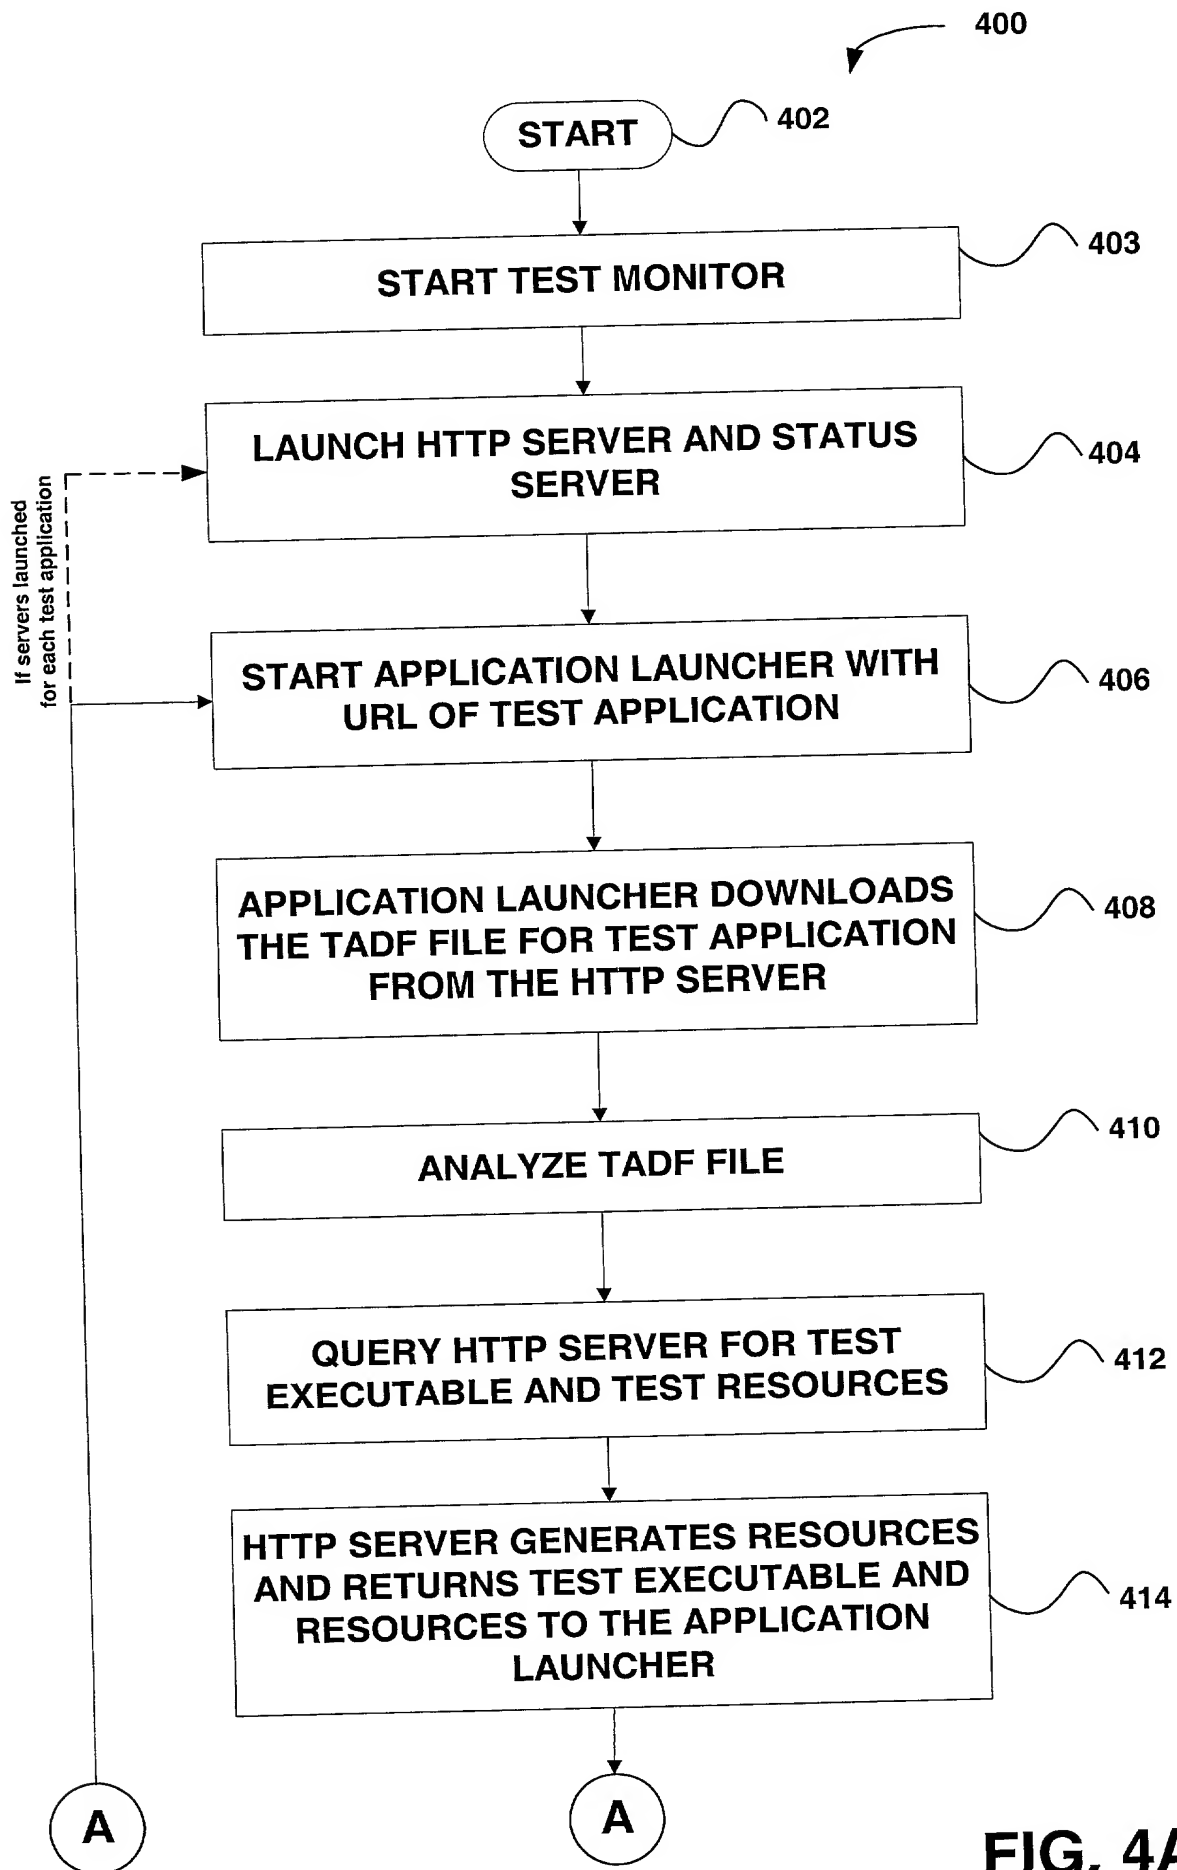 400
START
402
START TEST MONITOR
403
LAUNCH HTTP SERVER AND STATUS
SERVER
404
If servers launched
for each test application
START APPLICATION LAUNCHER WITH
URL OF TEST APPLICATION
406
APPLICATION LAUNCHER DOWNLOADS
THE TADF FILE FOR TEST APPLICATION
FROM THE HTTP SERVER
408
ANALYZE TADF FILE
410
QUERY HTTP SERVER FOR TEST
EXECUTABLE AND TEST RESOURCES
412
HTTP SERVER GENERATES RESOURCES
AND RETURNS TEST EXECUTABLE AND
RESOURCES TO THE APPLICATION
LAUNCHER
414
A
A
FIG. 4A